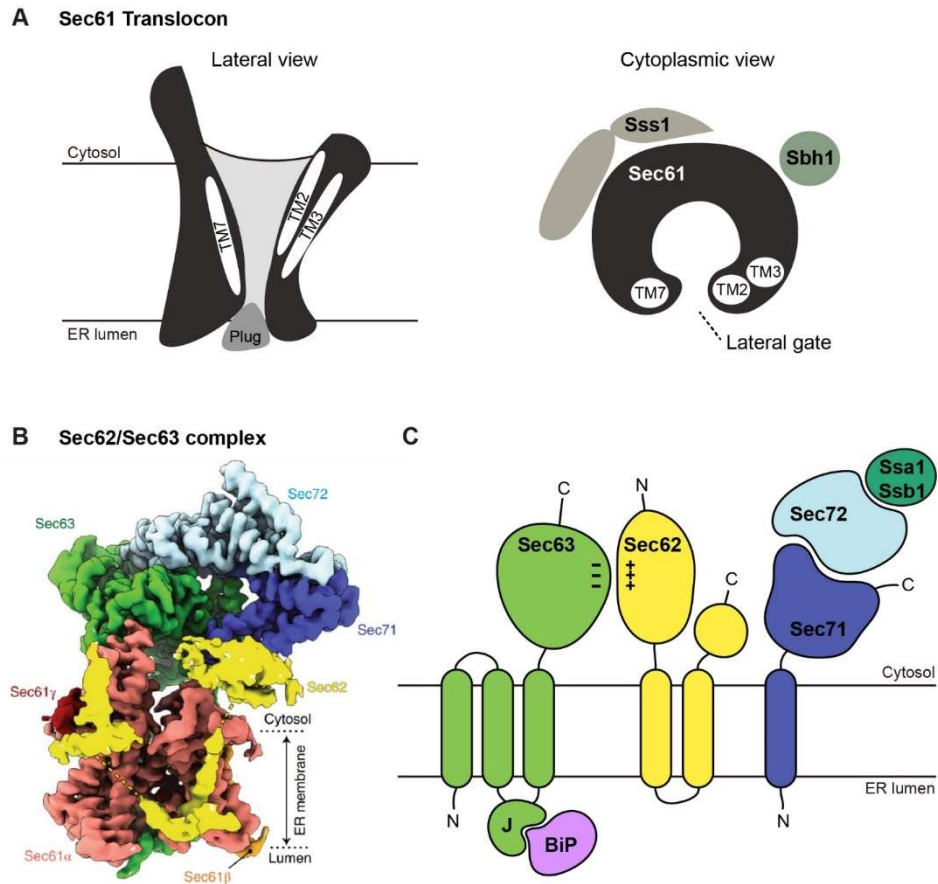 A Sec61 Translocon
Lateral view
Cytoplasmic view
Cytosol
TM7
TM2
TM3
ER lumen
Plug
Sss1
Sbh1
Sec61
TM7
TM2
TM3
Lateral gate
B Sec62/Sec63 complex
Sec72
Sec63
Sec71
Sec62
Sec61γ
Cytosol
ER membrane
Lumen
Sec61α
Sec61β
C
Ssa1
Ssb1
N
C
Sec72
Sec63
Sec62
- - -
+ + +
C
C
Sec71
Cytosol
ER lumen
N
N
J
BiP